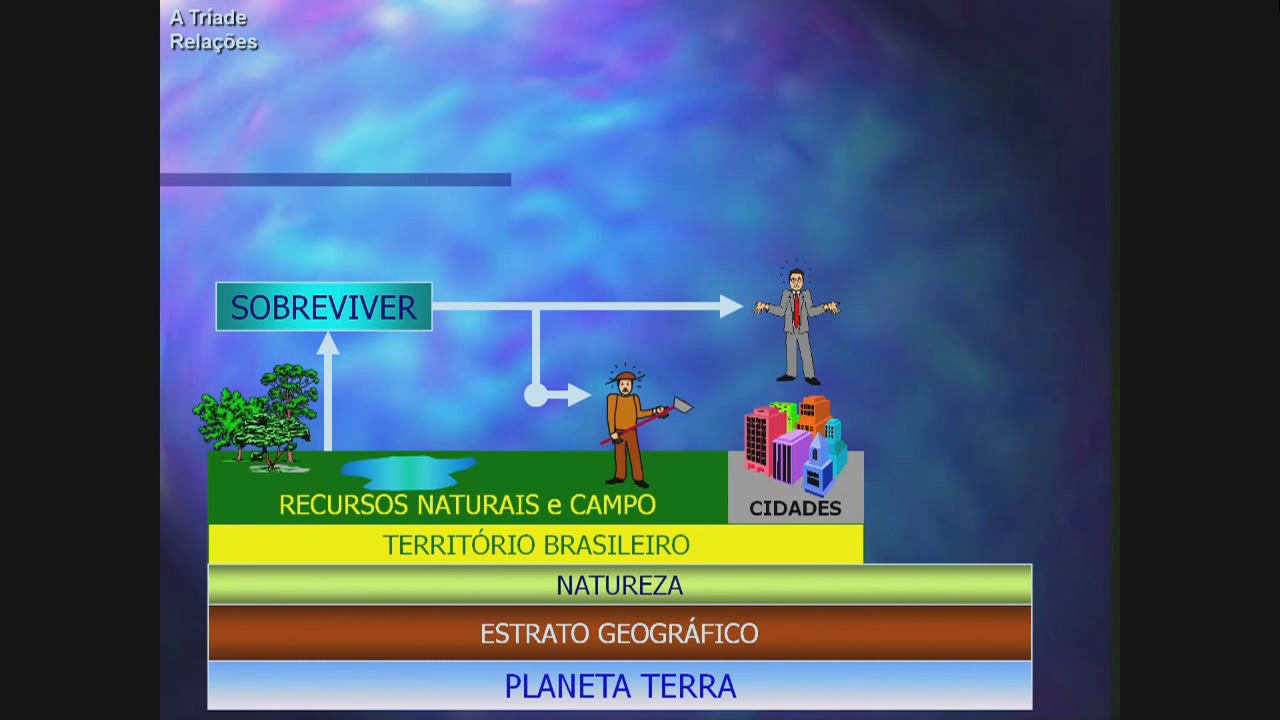 A Tríade
Relações
SOBREVIVER
RECURSOS NATURAIS e CAMPO
CIDADES
TERRITÓRIO BRASILEIRO
NATUREZA
ESTRATO GEOGRÁFICO
PLANETA TERRA